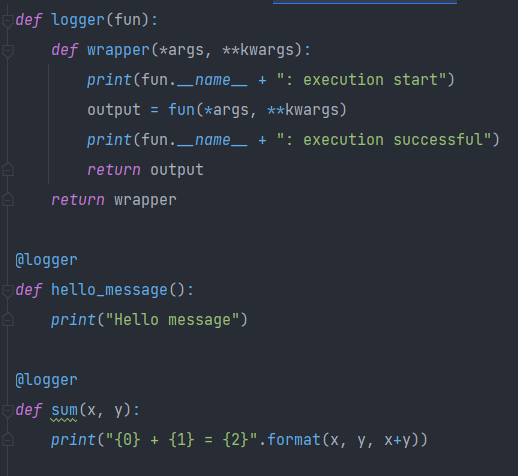 def logger(fun):
    def wrapper(*args, **kwargs):
        print(fun.__name__ + ": execution start")
        output = fun(*args, **kwargs)
        print(fun.__name__ + ": execution successful")
        return output
    return wrapper

@logger
def hello_message():
    print("Hello message")

@logger
def sum(x, y):
    print("{0} + {1} = {2}".format(x, y, x+y))